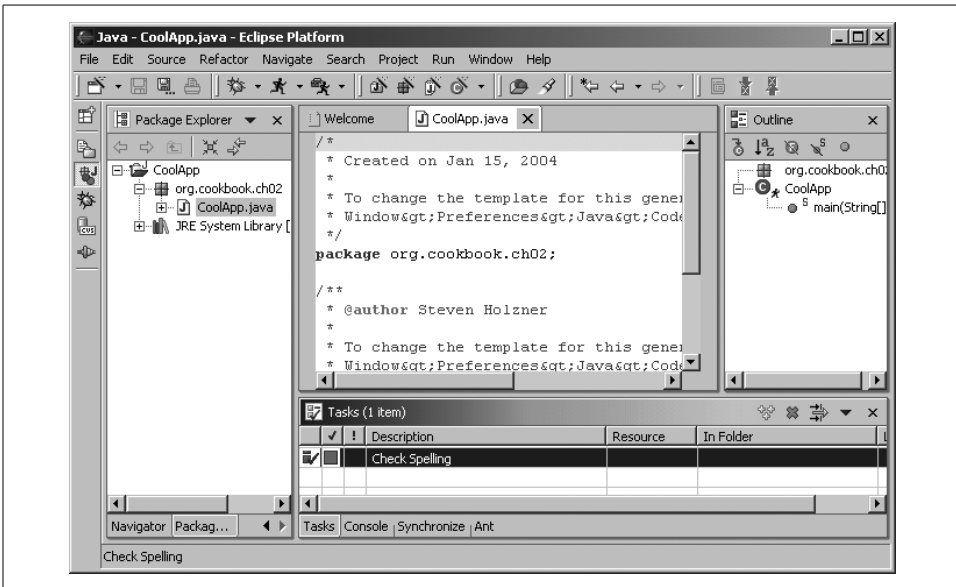 Java - CoolApp.java - Eclipse Platform
File Edit Source Refactor Navigate Search Project Run Window Help
Package Explorer
CoolApp
org.cookbook.ch02
CoolApp.java
JRE System Library [
Navigator Packag...
Welcome CoolApp.java
/*
* Created on Jan 15, 2004
*
* To change the template for this gener
* Window&gt;Preferences&gt;Java&gt;Code
*/
package org.cookbook.ch02;
/**
* @author Steven Holzner
*
* To change the template for this gener
* Window&gt;Preferences&gt;Java&gt;Code
Outline
org.cookbook.ch02
CoolApp
main(String[]
Tasks (1 item)
! Description Resource In Folder L
Check Spelling
Tasks Console Synchronize Ant
Check Spelling